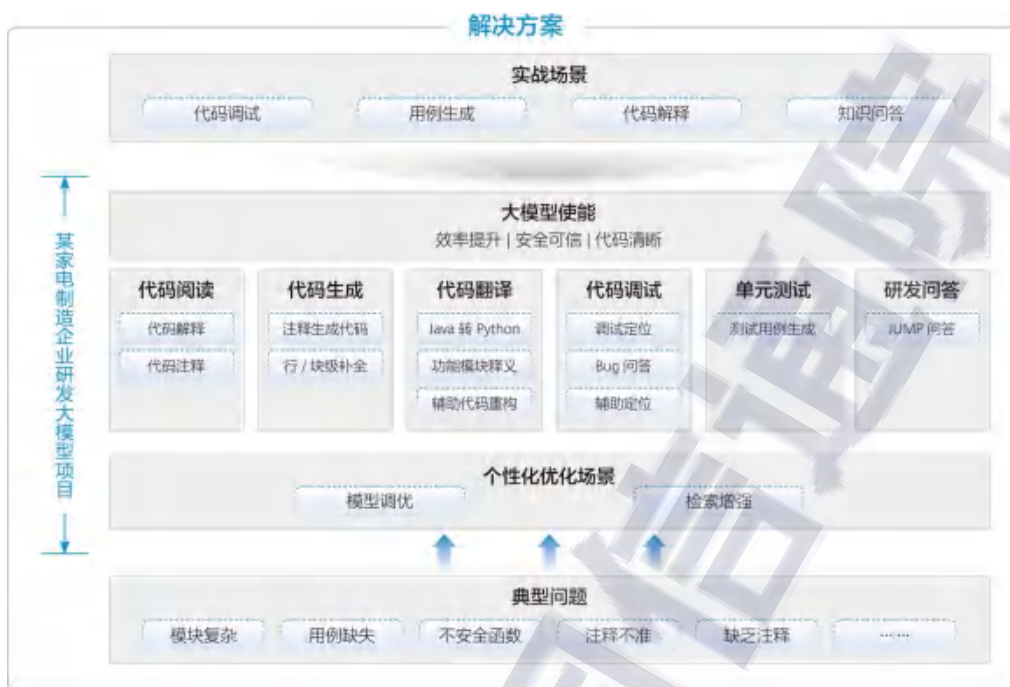 解决方案
实战场景
代码调试 用例生成 代码解释 知识问答
某家电制造企业研发大模型项目
大模型使能
效率提升 | 安全可信 | 代码清晰
代码阅读 代码生成 代码翻译 代码调试 单元测试 研发问答
代码解释 注释生成代码 Java 转 Python 调试定位 测试用例生成 JUMP 问答
代码注释 行 / 块级补全 功能模块释义 Bug 问答
辅助代码重构 辅助定位
个性化优化场景
模型调优 检索增强
典型问题
模块复杂 用例缺失 不安全函数 注释不准 缺乏注释 ... ...
信通院